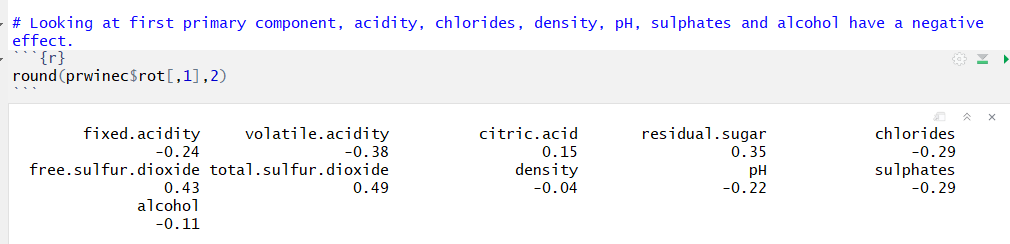 # Looking at first primary component, acidity, chlorides, density, pH, sulphates and alcohol have a negative
effect.
```{r}
round(prwinec$rot[,1],2)
```
fixed.acidity volatile.acidity citric.acid residual.sugar chlorides
-0.24 -0.38 0.15 0.35 -0.29
free.sulfur.dioxide total.sulfur.dioxide density pH sulphates
0.43 0.49 -0.04 -0.22 -0.29
alcohol
-0.11